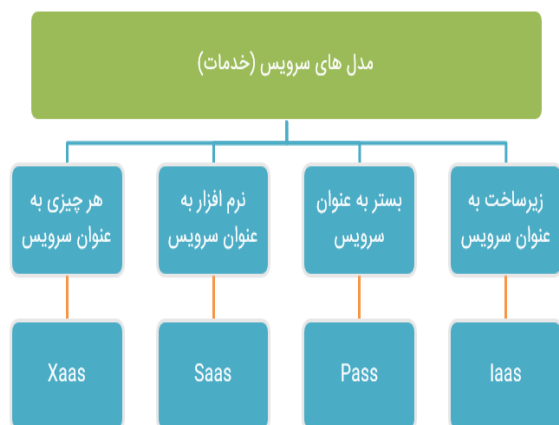 مدل های سرویس (خدمات)
زیرساخت به
عنوان سرویس
بستر به عنوان
سرویس
نرم افزار به
عنوان سرویس
هر چیزی به
عنوان سرویس
Iaas
Pass
Saas
Xaas